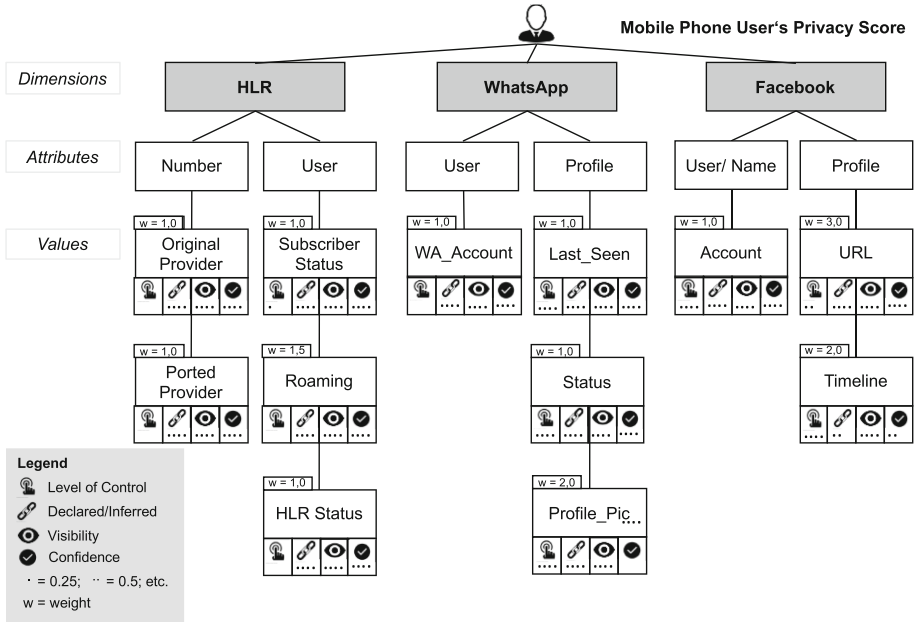 Mobile Phone User‘s Privacy Score
Dimensions
HLR
WhatsApp
Facebook
Attributes
Number
User
User
Profile
User/ Name
Profile
Values
w = 1,0
w = 1,0
w = 1,0
w = 1,0
w = 1,0
w = 3,0
Original
Provider
Subscriber
Status
WA_Account
Last_Seen
Account
URL
w = 1,0
w = 1,5
w = 1,0
w = 2,0
Ported
Provider
Roaming
Status
Timeline
w = 1,0
w = 2,0
HLR Status
Profile_Pic
Legend
Level of Control
Declared/Inferred
Visibility
Confidence
· = 0.25; ·· = 0.5; etc.
w = weight